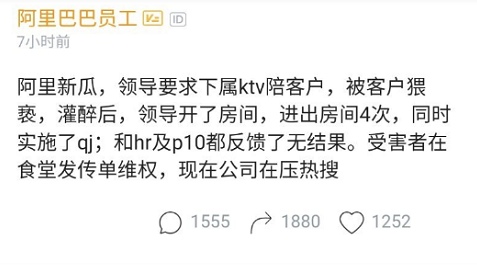 阿里巴巴员工 V2 ID
7小时前
阿里新瓜，领导要求下属ktv陪客户，被客户猥
亵，灌醉后，领导开了房间，进出房间4次，同时
实施了qj；和hr及p10都反馈了无结果。受害者在
食堂发传单维权，现在公司在压热搜
1555 1880 1252